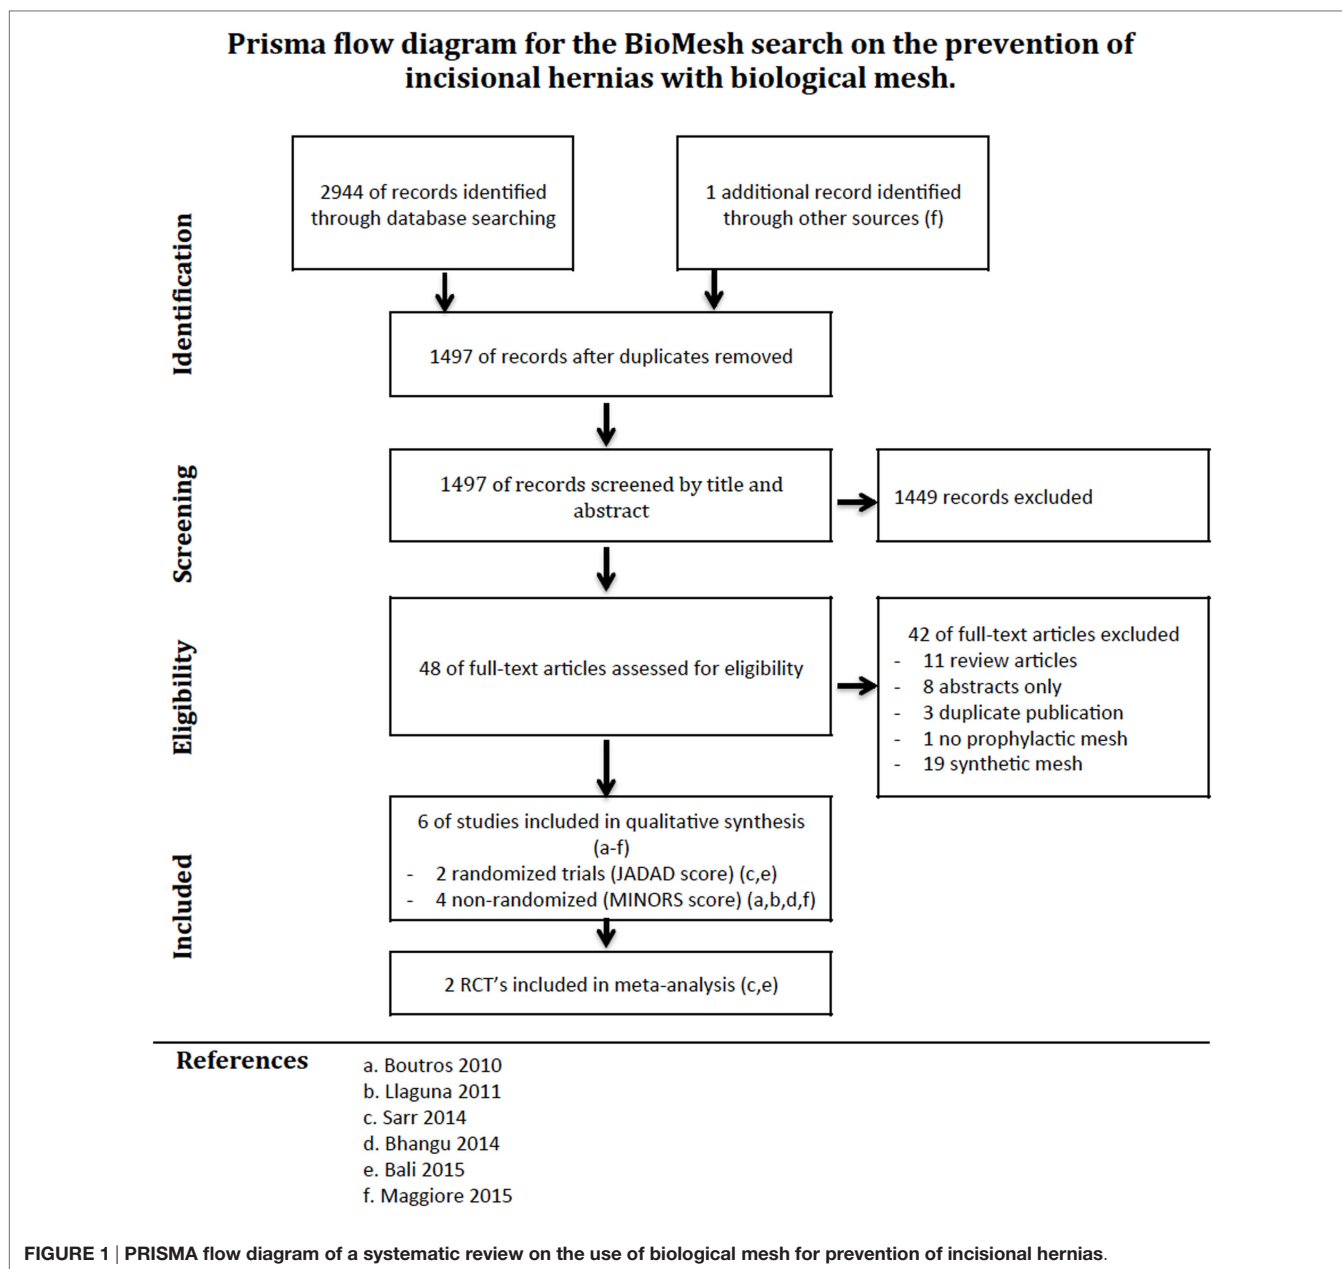 Prisma flow diagram for the BioMesh search on the prevention of
incisional hernias with biological mesh.
Identification
2944 of records identified
through database searching
1 additional record identified
through other sources (f)
1497 of records after duplicates removed
Screening
1497 of records screened by title and
abstract
1449 records excluded
Eligibility
48 of full-text articles assessed for eligibility
42 of full-text articles excluded
- 11 review articles
- 8 abstracts only
- 3 duplicate publication
- 1 no prophylactic mesh
- 19 synthetic mesh
Included
6 of studies included in qualitative synthesis
(a-f)
- 2 randomized trials (JADAD score) (c,e)
- 4 non-randomized (MINORS score) (a,b,d,f)
2 RCT's included in meta-analysis (c,e)
References
a. Boutros 2010
b. Llaguna 2011
c. Sarr 2014
d. Bhangu 2014
e. Bali 2015
f. Maggiore 2015
FIGURE 1 | PRISMA flow diagram of a systematic review on the use of biological mesh for prevention of incisional hernias.